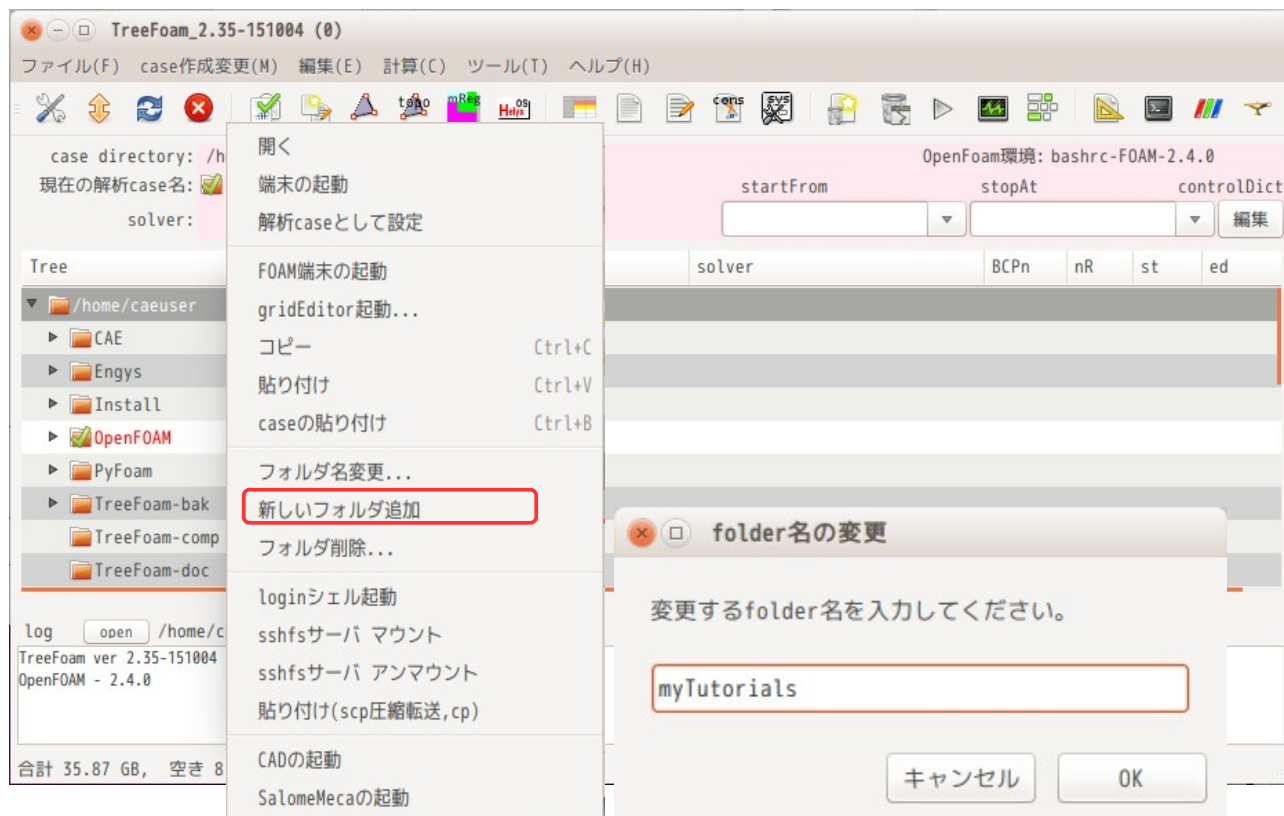 TreeFoam_2.35-151004 (0)
ファイル(F) case作成変更(M) 編集(E) 計算(C) ツール(T) ヘルプ(H)
topo mReg OS Helyx cons sys
case directory: /h
OpenFoam環境: bashrc-FOAM-2.4.0
現在の解析case名:
startFrom stopAt controlDict
solver:
編集
Tree solver BCPn nR st ed
/home/caeuser
CAE
Engys
Install
OpenFOAM
PyFoam
TreeFoam-bak
TreeFoam-comp
TreeFoam-doc
log open /home/c
TreeFoam ver 2.35-151004
OpenFOAM - 2.4.0
合計 35.87 GB, 空き 8
開く
端末の起動
解析caseとして設定
FOAM端末の起動
gridEditor起動...
コピー Ctrl+C
貼り付け Ctrl+V
caseの貼り付け Ctrl+B
フォルダ名変更...
新しいフォルダ追加
フォルダ削除...
loginシェル起動
sshfsサーバ マウント
sshfsサーバ アンマウント
貼り付け(scp圧縮転送,cp)
CADの起動
SalomeMecaの起動
folder名の変更
変更するfolder名を入力してください。
myTutorials
キャンセル OK